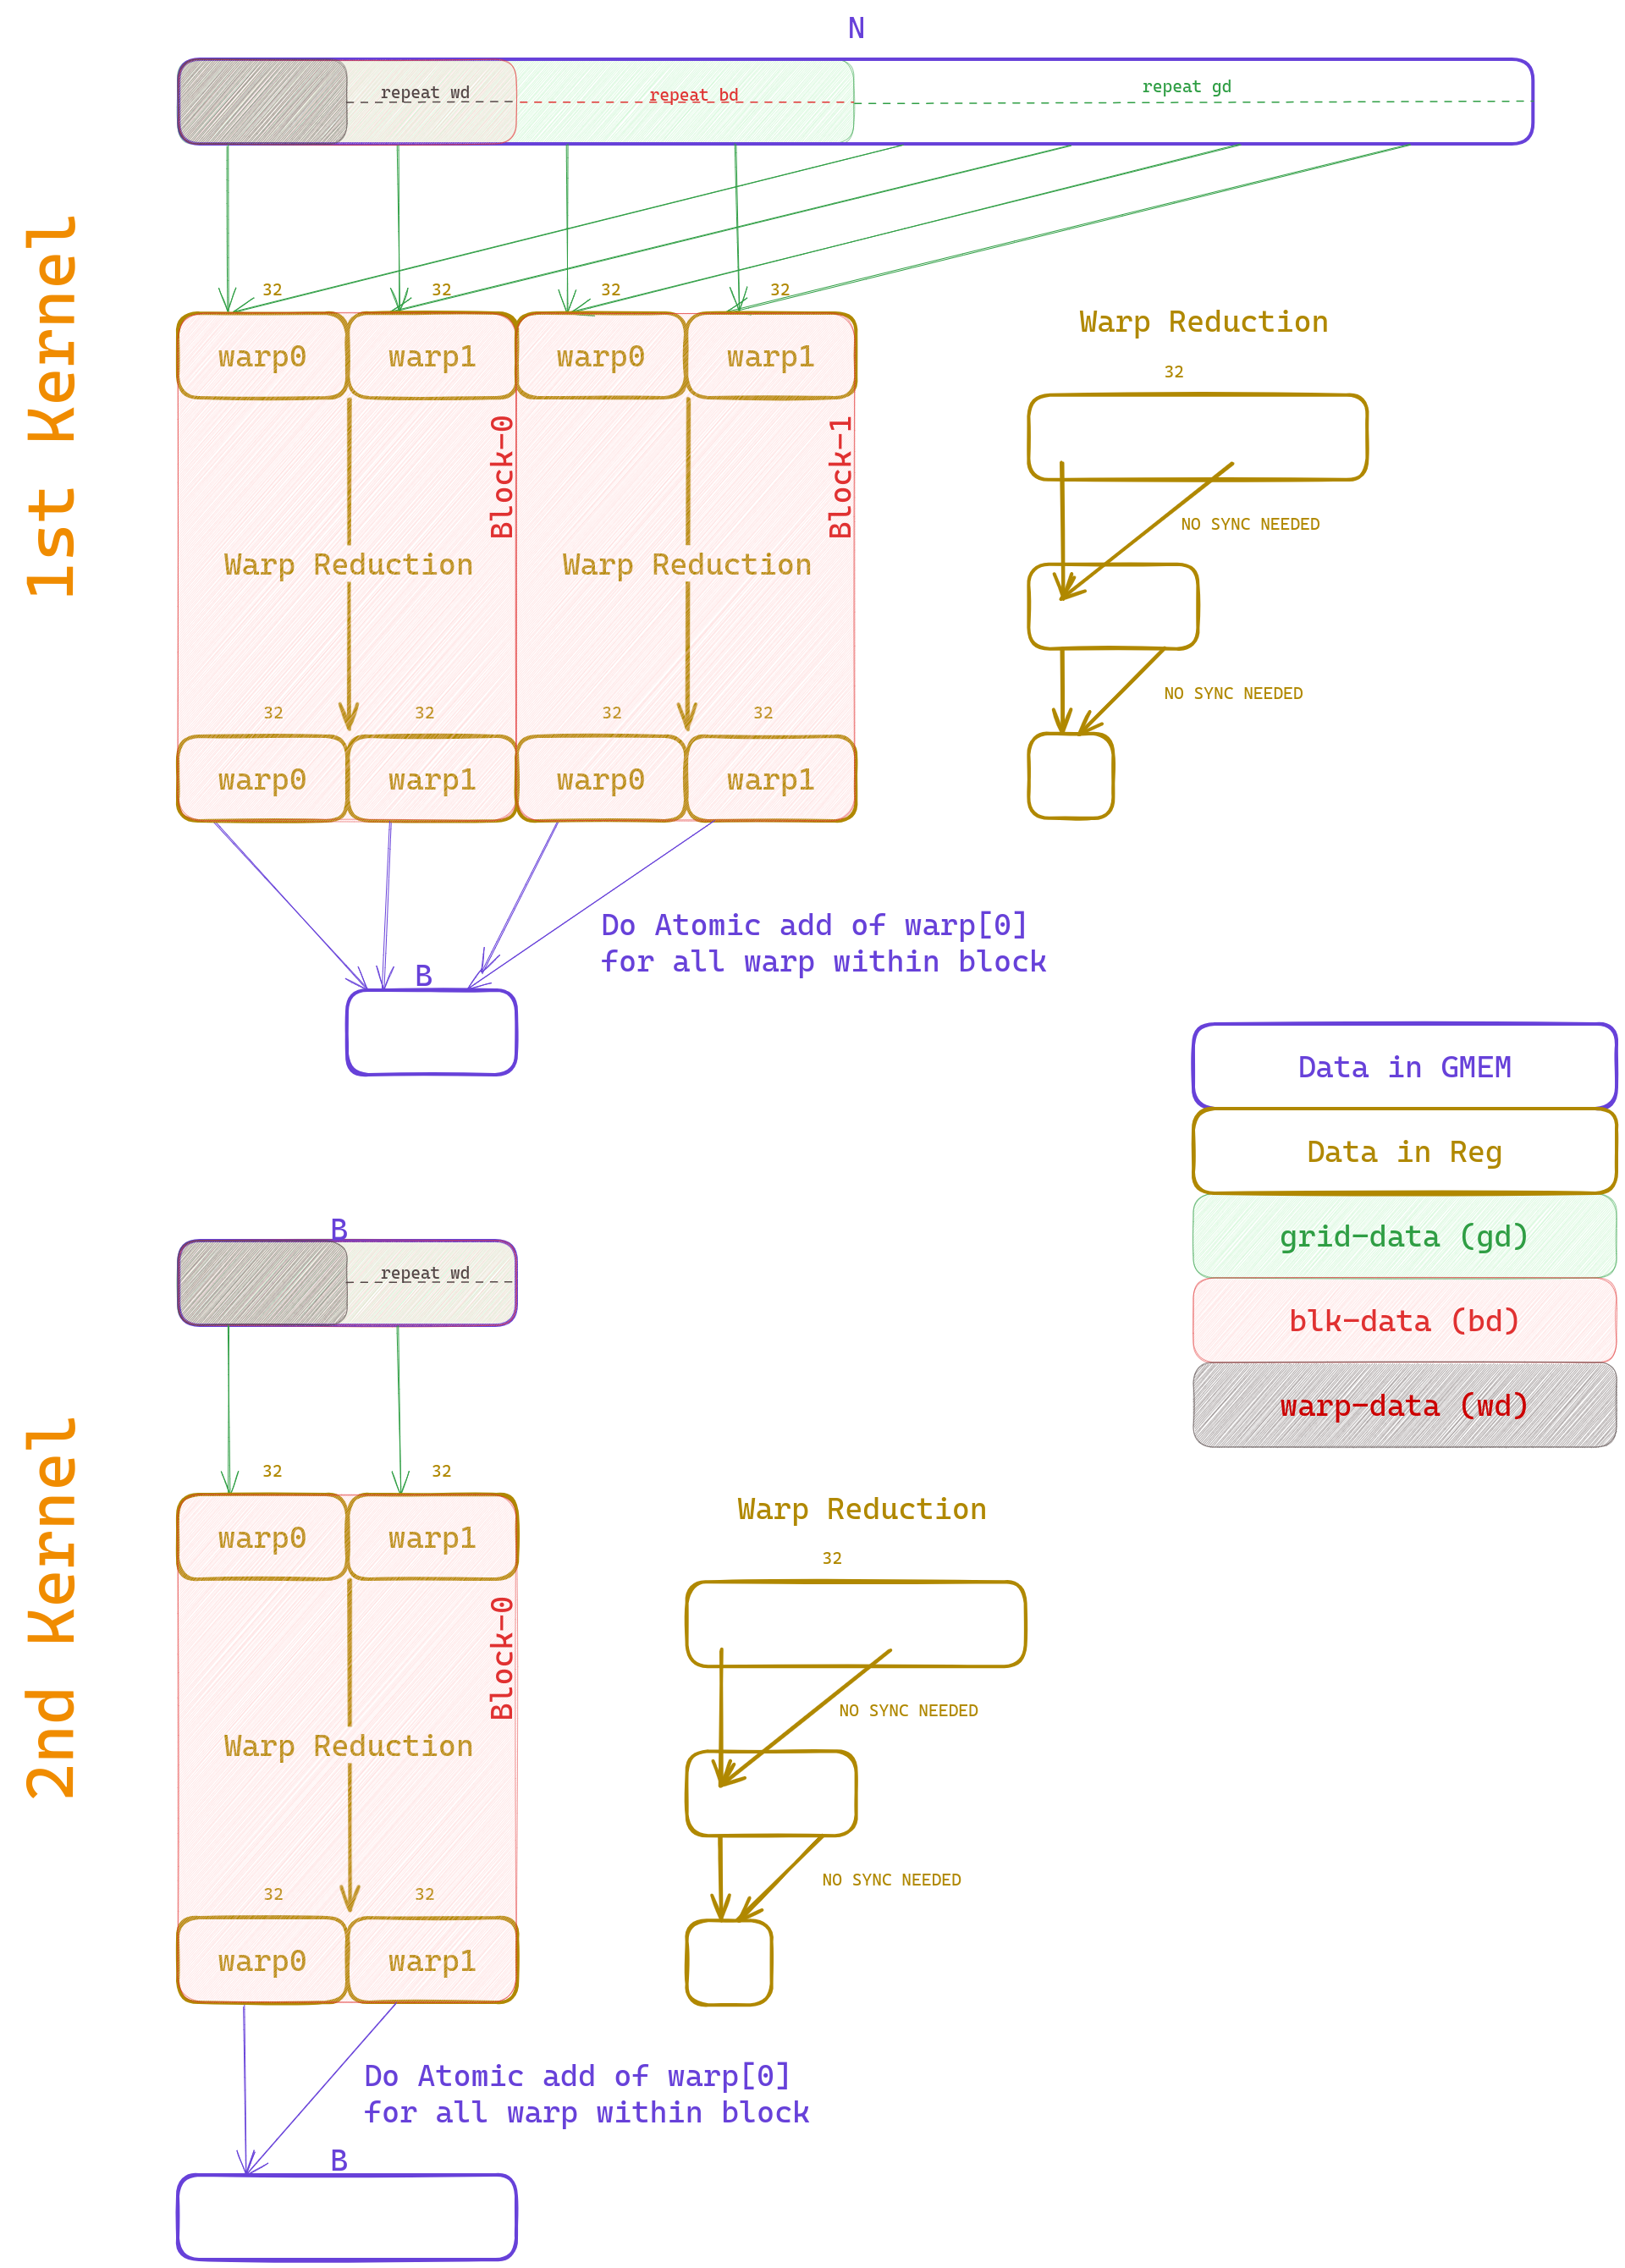 N
repeat wd
repeat bd
repeat gd
1st Kernel
32
32
32
32
warp0
warp1
warp0
warp1
Block-0
Block-1
Warp Reduction
Warp Reduction
32
32
32
32
warp0
warp1
warp0
warp1
Warp Reduction
32
NO SYNC NEEDED
NO SYNC NEEDED
Do Atomic add of warp[0]
for all warp within block
B
Data in GMEM
Data in Reg
grid-data (gd)
blk-data (bd)
warp-data (wd)
2nd Kernel
B
repeat wd
32
32
warp0
warp1
Block-0
Warp Reduction
32
32
warp0
warp1
Warp Reduction
32
NO SYNC NEEDED
NO SYNC NEEDED
Do Atomic add of warp[0]
for all warp within block
B